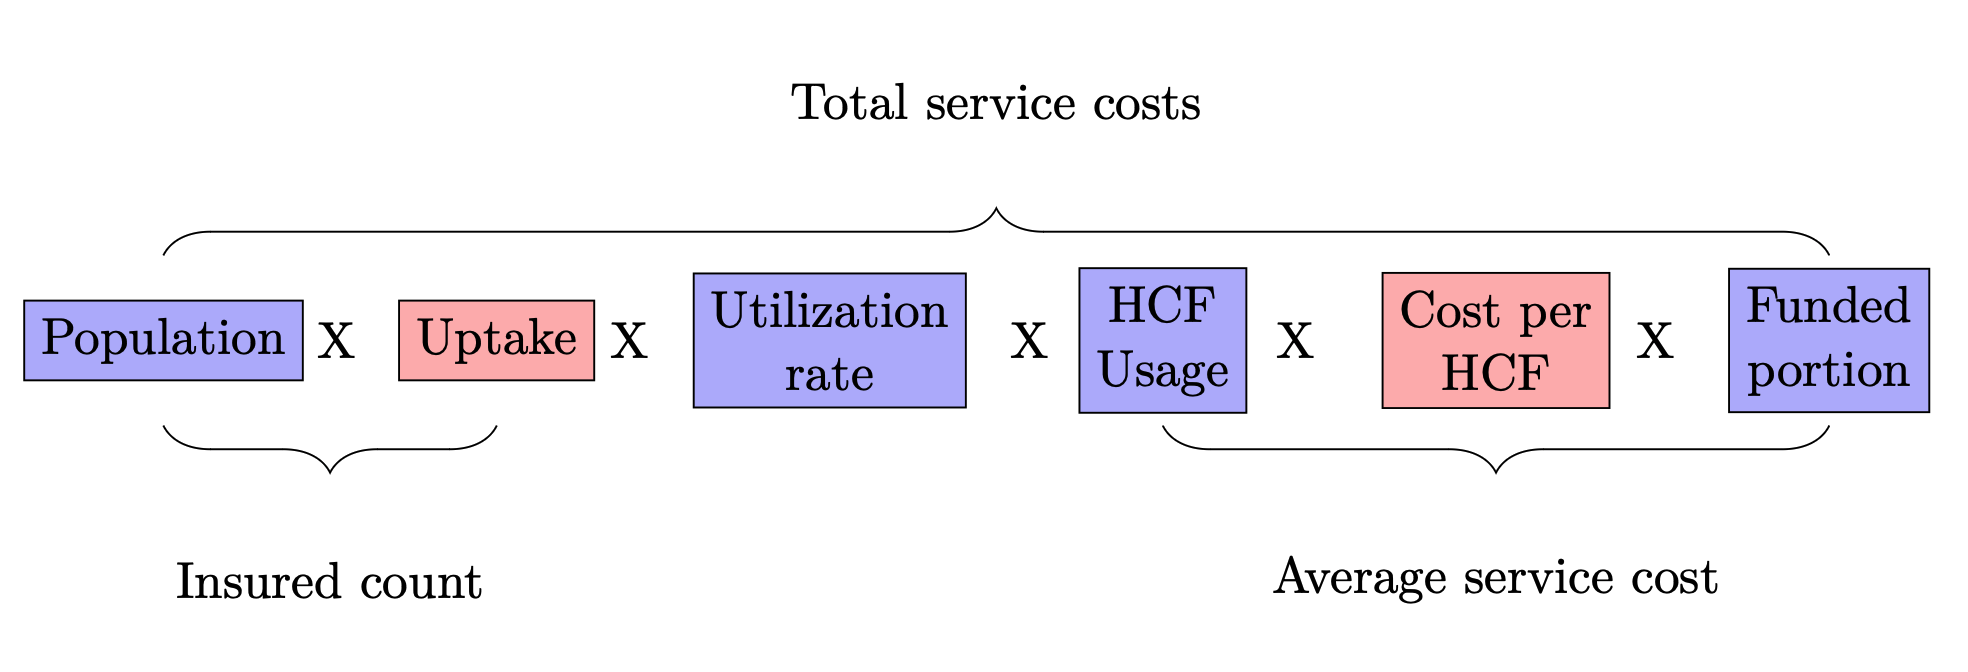 Total service costs
Population x Uptake x Utilization rate x HCF Usage x Cost per HCF x Funded portion
Insured count
Average service cost